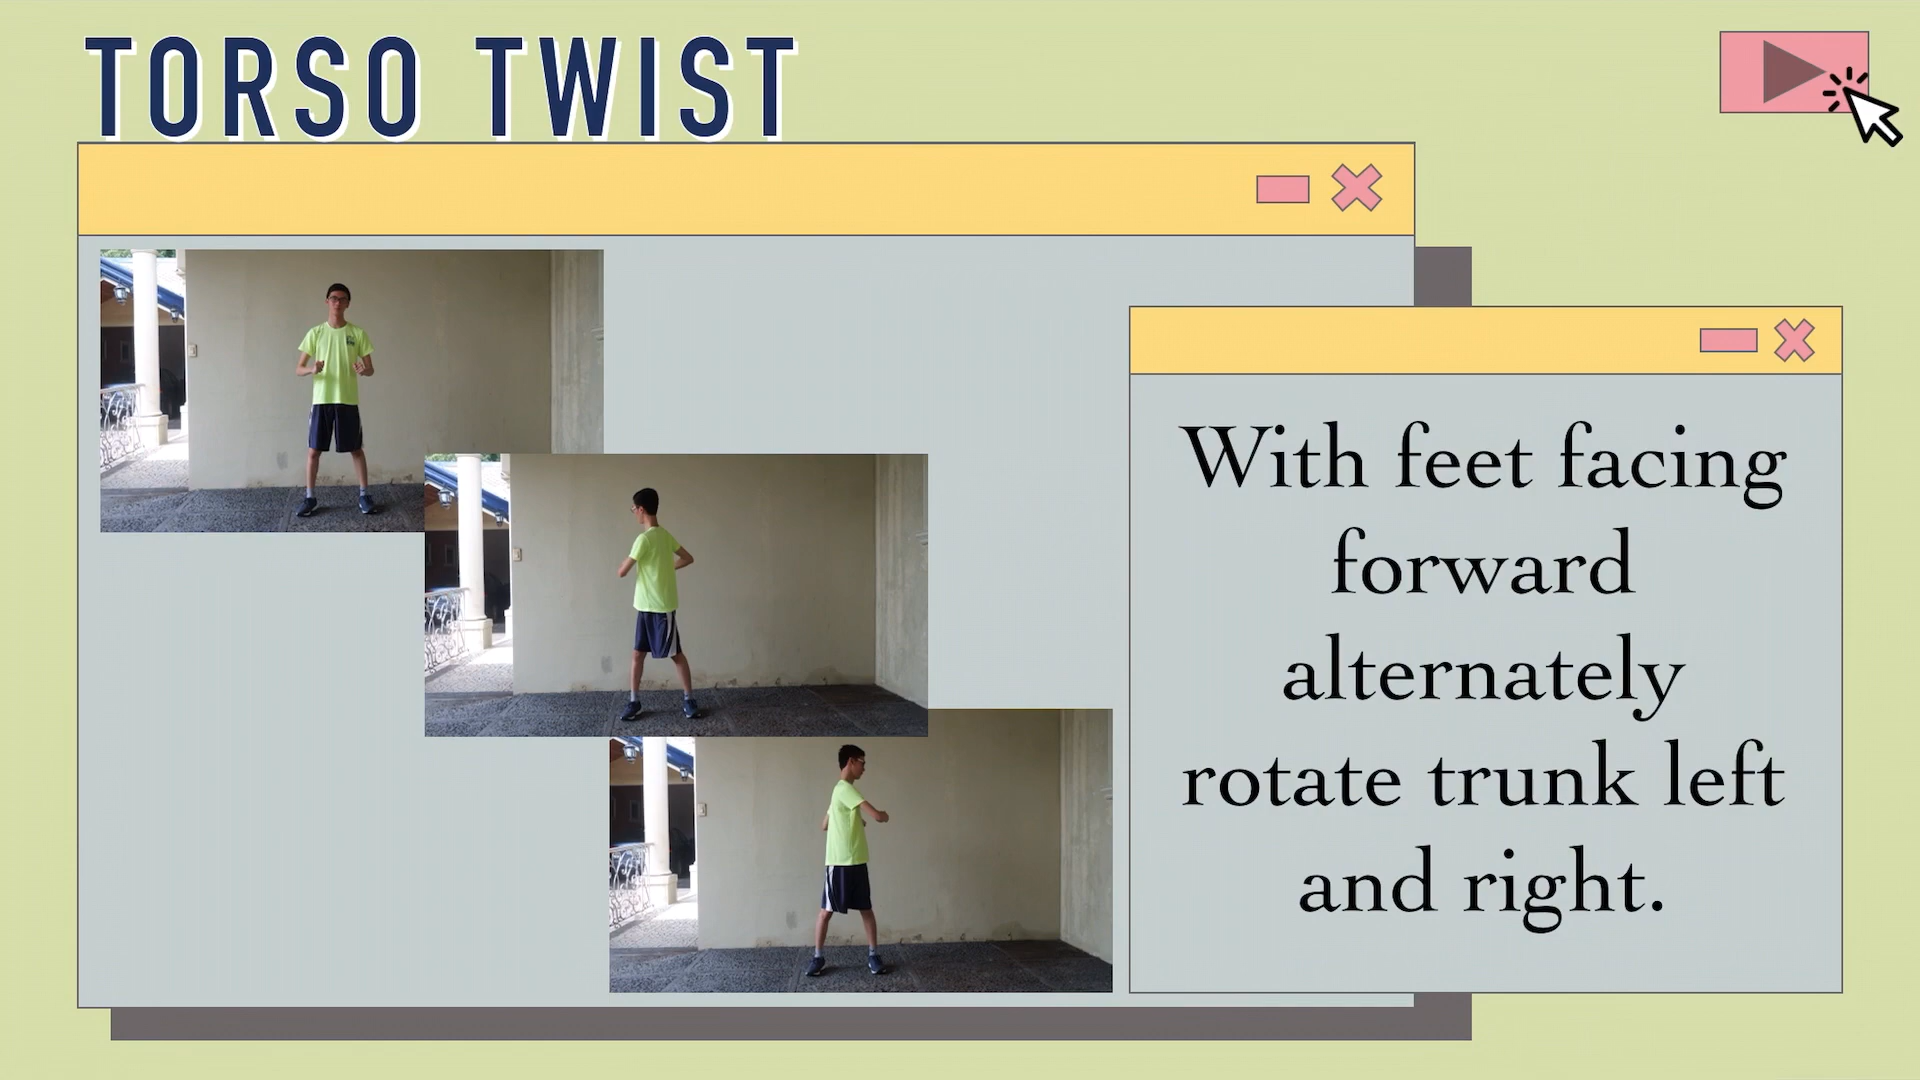 TORSO TWIST
With feet facing
forward
alternately
rotate trunk left
and right.